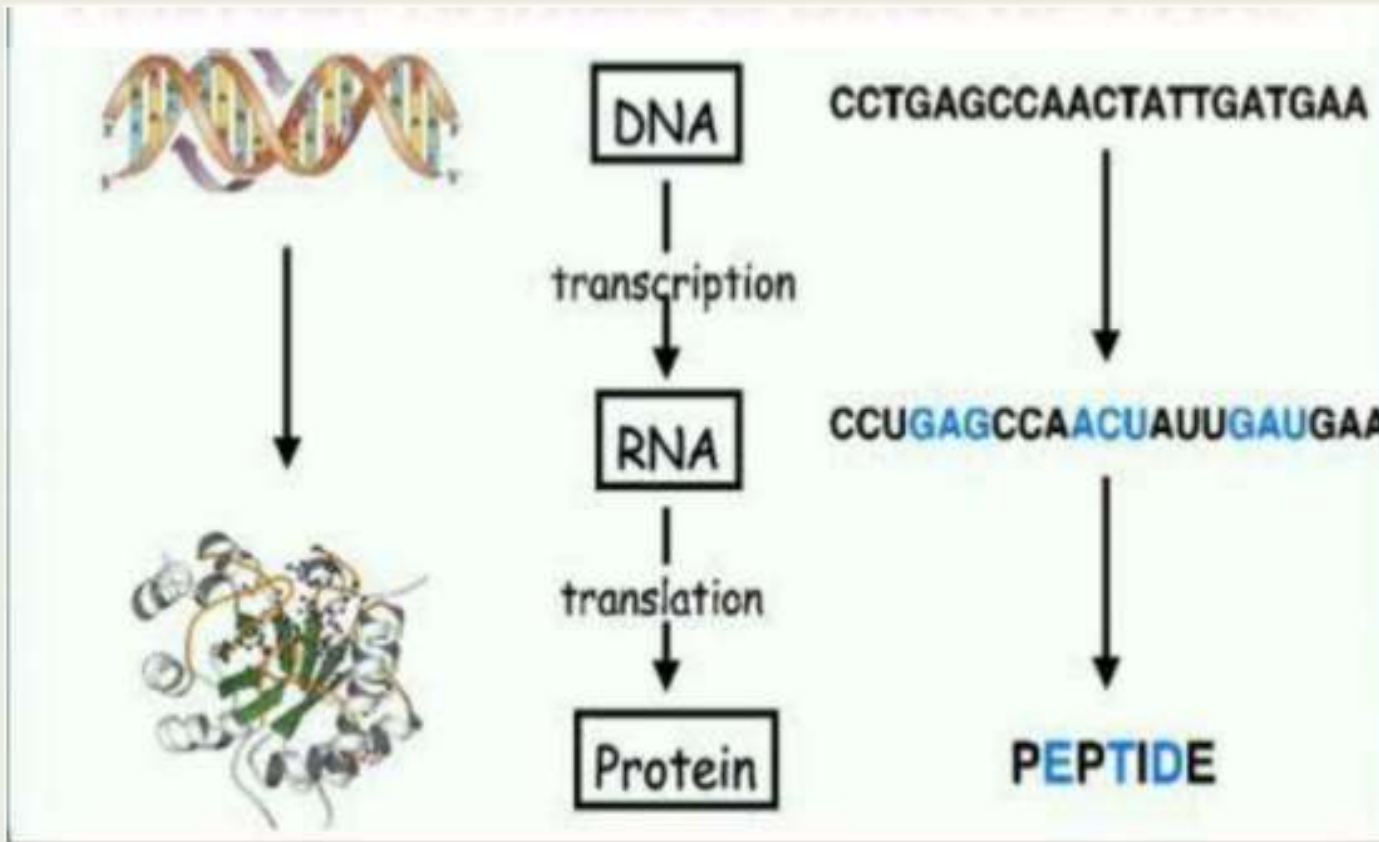 DNA
CCTGAGCCAACTATTGATGAA
transcription
RNA
CCUGAGCCAACUAUUGAUGAA
translation
Protein
PEPTIDE